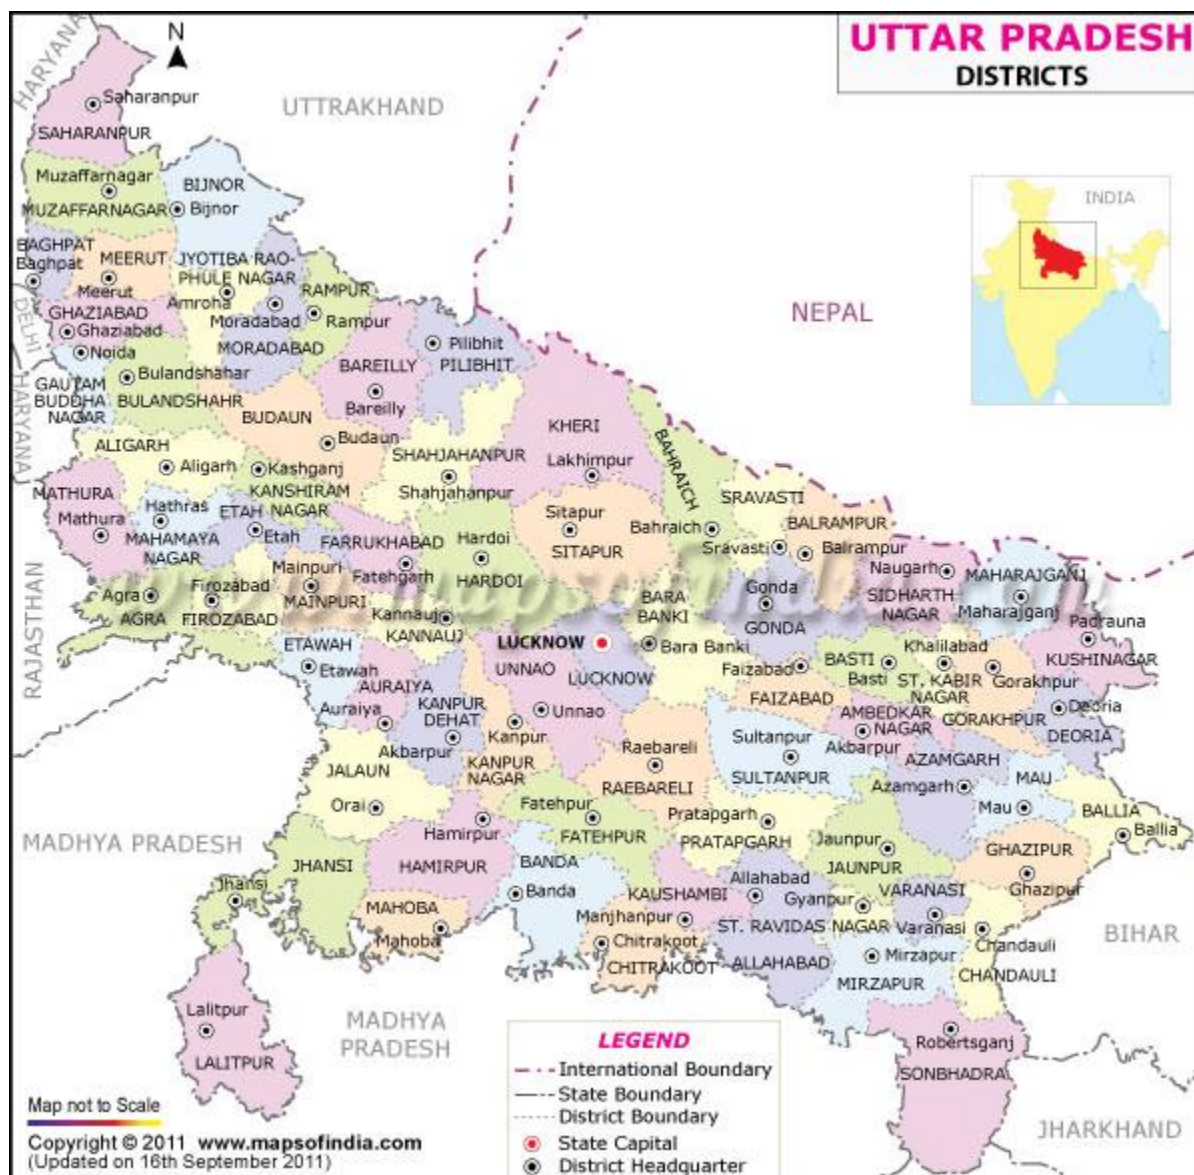 UTTAR PRADESH
DISTRICTS
N
HARYANA
UTTRAKHAND
Saharanpur
SAHARANPUR
Muzaffarnagar
MUZAFFARNAGAR
BIJNOR
Bijnor
INDIA
BAGHPAT
Baghpat
MEERUT
Meerut
JYOTIBA RAO-
PHULE NAGAR
Amroha
RAMPUR
Rampur
Moradabad
MORADABAD
DELHI
GHAZIABAD
Ghaziabad
Noida
GAUTAM
BUDDHA
NAGAR
HARYANA
Bulandshahar
BULANDSHAHR
BAREILLY
Bareilly
Pilibhit
PILIBHIT
NEPAL
BUDAUN
Budaun
ALIGARH
Aligarh
Kashganj
KANSHIRAM
NAGAR
SHAHJAHANPUR
Shahjahanpur
KHERI
Lakhimpur
BAHRAICH
Bahraich
SRAVASTI
Sravasti
BALRAMPUR
Balrampur
MATHURA
Mathura
Hathras
MAHAMAYA
NAGAR
ETAH
Etah
FARRUKHABAD
Fatehgarh
Hardoi
HARDOI
Sitapur
SITAPUR
RAJASTHAN
Agra
AGRA
Firozabad
FIROZABAD
Mainpuri
MAINPURI
Kannauj
KANNAUJ
www.mapsofindia.com
BARA
BANKI
Bara Banki
Gonda
GONDA
Naugarh
SIDHARTH
NAGAR
MAHARAJGANJ
Maharajganj
Padrauna
KUSHINAGAR
ETAWAH
Etawah
AURAIYA
Auraiya
LUCKNOW
UNNAO
Unnao
LUCKNOW
Faizabad
FAIZABAD
BASTI
Basti
Khalilabad
ST. KABIR
NAGAR
Gorakhpur
GORAKHPUR
Deoria
DEORIA
KANPUR
DEHAT
Akbarpur
Kanpur
KANPUR
NAGAR
Raebareli
RAEBARELI
Sultanpur
SULTANPUR
AMBEDKAR
NAGAR
Akbarpur
AZAMGARH
Azamgarh
MAU
Mau
BALLIA
Ballia
JALAUN
Orai
Hamirpur
HAMIRPUR
Fatehpur
FATEHPUR
Pratapgarh
PRATAPGARH
Jaunpur
JAUNPUR
GHAZIPUR
Ghazipur
MADHYA PRADESH
JHANSI
Jhansi
MAHOBA
Mahoba
BANDA
Banda
KAUSHAMBI
Manjhanpur
Chitrakoot
CHITRAKOOT
Allahabad
ALLAHABAD
Gyanpur
ST. RAVIDAS NAGAR
VARANASI
Varanasi
Chandauli
CHANDAULI
Mirzapur
MIRZAPUR
BIHAR
Lalitpur
LALITPUR
MADHYA
PRADESH
Robertsganj
SONBHADRA
JHARKHAND
LEGEND
International Boundary
State Boundary
District Boundary
State Capital
District Headquarter
Map not to Scale
Copyright © 2011 www.mapsofindia.com
(Updated on 16th September 2011)